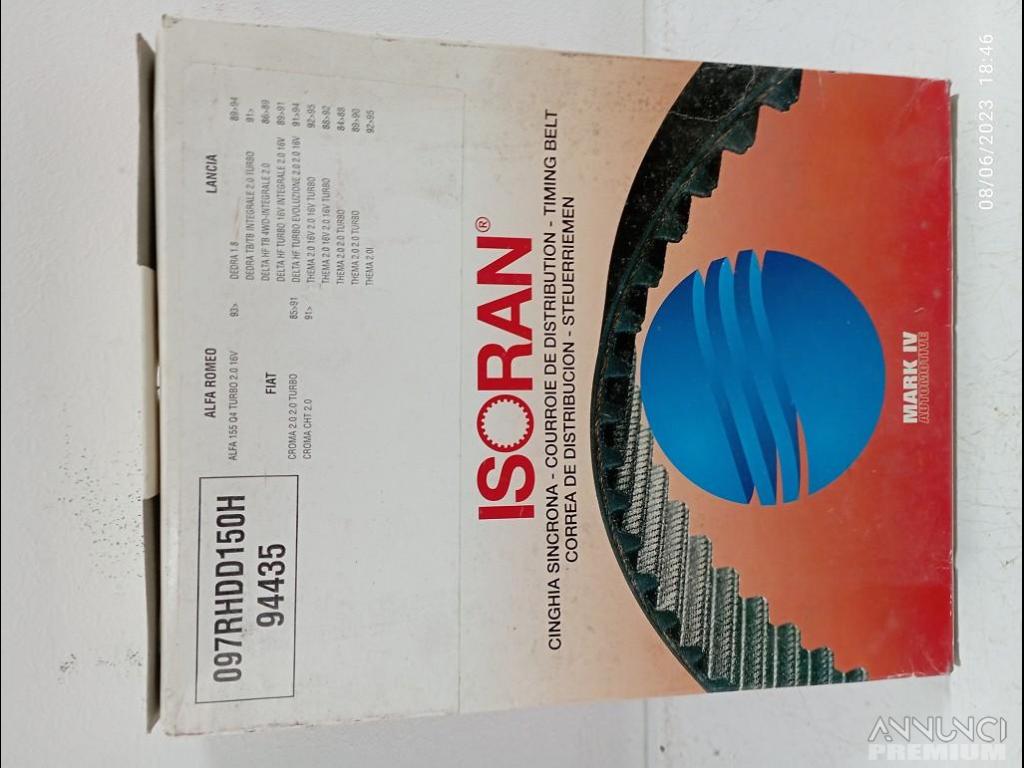 097RHDD150H
94435
ALFA ROMEO
ALFA 155 Q4 TURBO 2.0 16V 93>
FIAT
CROMA 2.0 2.0 TURBO 85>91
CROMA CHT 2.0 91>
LANCIA
DEDRA 1.8 89>94
DEDRA TB/TB INTEGRALE 2.0 TURBO 91>
DELTA HF TB 4WD-INTEGRALE 2.0 86>89
DELTA HF TURBO 16V INTEGRALE 2.0 16V 89>91
DELTA HF TURBO EVOLUZIONE 2.0 2.0 16V 91>94
THEMA 2.0 16V 2.0 16V TURBO 92>95
THEMA 2.0 16V 2.0 16V TURBO 88>92
THEMA 2.0 2.0 TURBO 84>88
THEMA 2.0 2.0 TURBO 89>90
THEMA 2.0I 92>95
ISORAN®
CINGHIA SINCRONA - COURROIE DE DISTRIBUTION - TIMING BELT
CORREA DE DISTRIBUCION - STEUERRIEMEN
MARK IV
AUTOMOTIVE
08/06/2023 18:46
ANNUNCI
PREMIUM